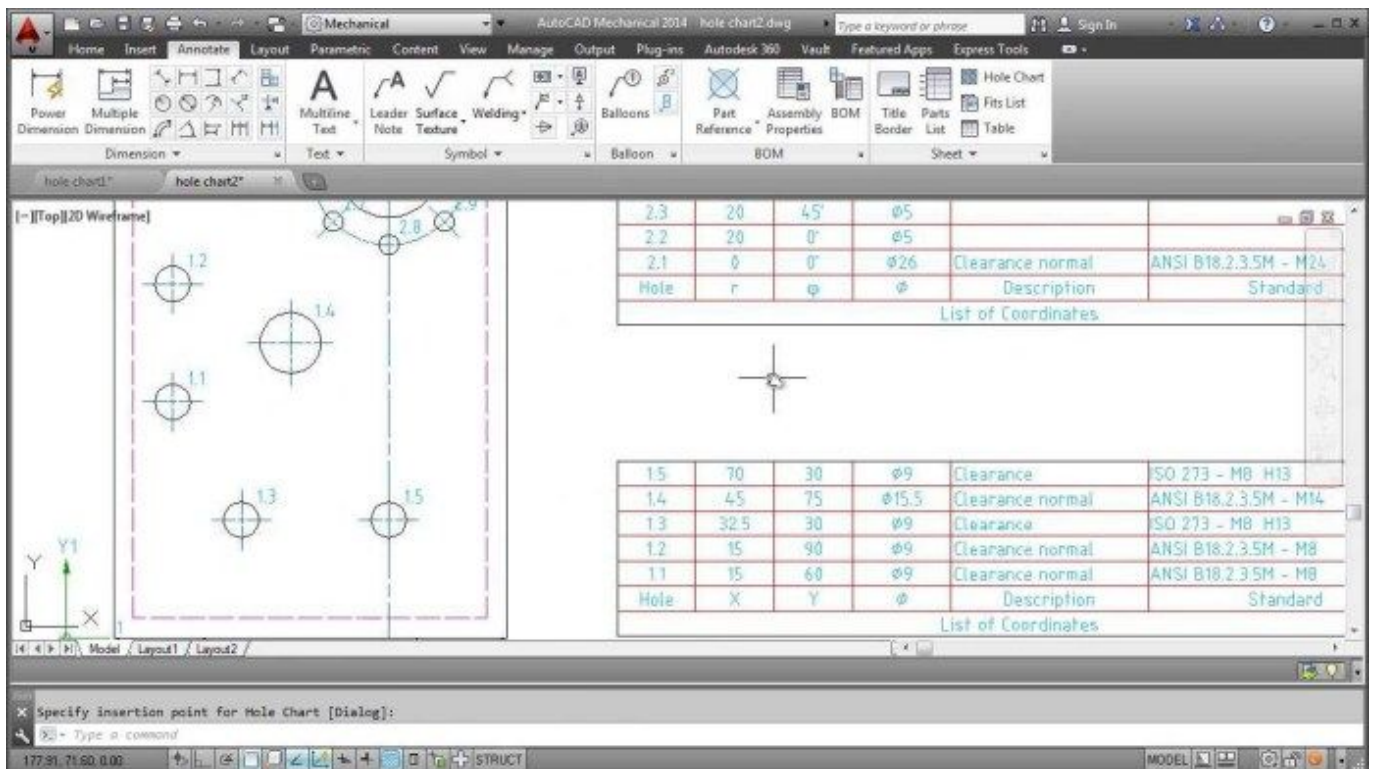 Mechanical
AutoCAD Mechanical 2014 hole chart2.dwg
Type a keyword or phrase
Sign In
Home Insert Annotate Layout Parametric Content View Manage Output Plug-ins Autodesk 360 Vault Featured Apps Express Tools
Power Dimension
Multiple Dimension
Multiline Text
Leader Note
Surface Texture
Welding
Balloons
Part Reference
Assembly Properties
BOM
Title Border
Parts List
Hole Chart
Fits List
Table
Dimension
Text
Symbol
Balloon
BOM
Sheet
hole chart1*
hole chart2*
[-][Top][2D Wireframe]
2.9
2.8
1.2
1.4
1.1
1.3
1.5
Y1
Y
X
1
2.3 20 45° Ø5
2.2 20 0° Ø5
2.1 0 0° Ø26 Clearance normal ANSI B18.2.3.5M - M24
Hole r φ Ø Description Standard
List of Coordinates
1.5 70 30 Ø9 Clearance ISO 273 - M8 H13
1.4 45 75 Ø15.5 Clearance normal ANSI B18.2.3.5M - M14
1.3 32.5 30 Ø9 Clearance ISO 273 - M8 H13
1.2 15 90 Ø9 Clearance normal ANSI B18.2.3.5M - M8
1.1 15 60 Ø9 Clearance normal ANSI B18.2.3.5M - M8
Hole X Y Ø Description Standard
List of Coordinates
Model Layout1 Layout2
Specify insertion point for Hole Chart [Dialog]:
Type a command
177.91, 71.60, 0.00
STRUCT
MODEL